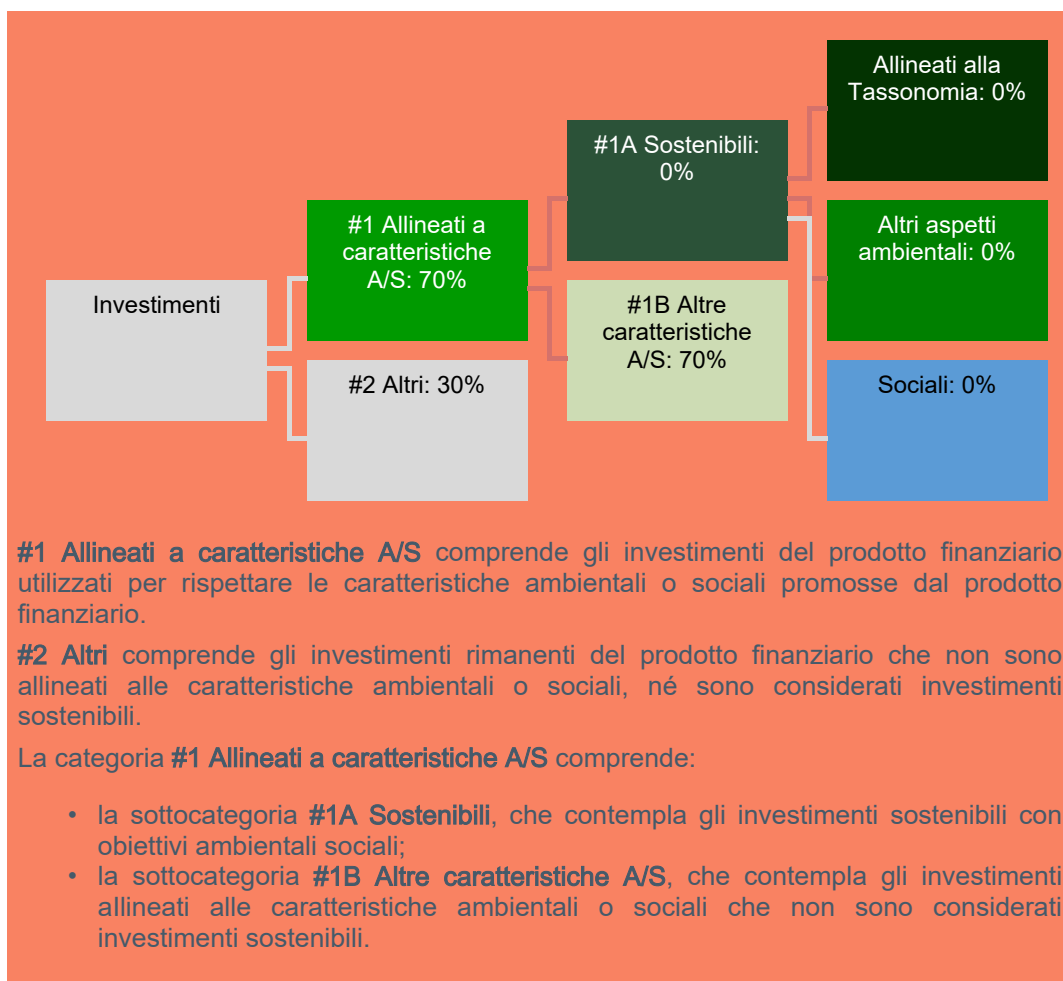 Investimenti
#1 Allineati a
caratteristiche
A/S: 70%
#2 Altri: 30%
#1A Sostenibili:
0%
#1B Altre
caratteristiche
A/S: 70%
Allineati alla
Tassonomia: 0%
Altri aspetti
ambientali: 0%
Sociali: 0%
#1 Allineati a caratteristiche A/S comprende gli investimenti del prodotto finanziario
utilizzati per rispettare le caratteristiche ambientali o sociali promosse dal prodotto
finanziario.
#2 Altri comprende gli investimenti rimanenti del prodotto finanziario che non sono
allineati alle caratteristiche ambientali o sociali, né sono considerati investimenti
sostenibili.
La categoria #1 Allineati a caratteristiche A/S comprende:
• la sottocategoria #1A Sostenibili, che contempla gli investimenti sostenibili con
obiettivi ambientali sociali;
• la sottocategoria #1B Altre caratteristiche A/S, che contempla gli investimenti
allineati alle caratteristiche ambientali o sociali che non sono considerati
investimenti sostenibili.